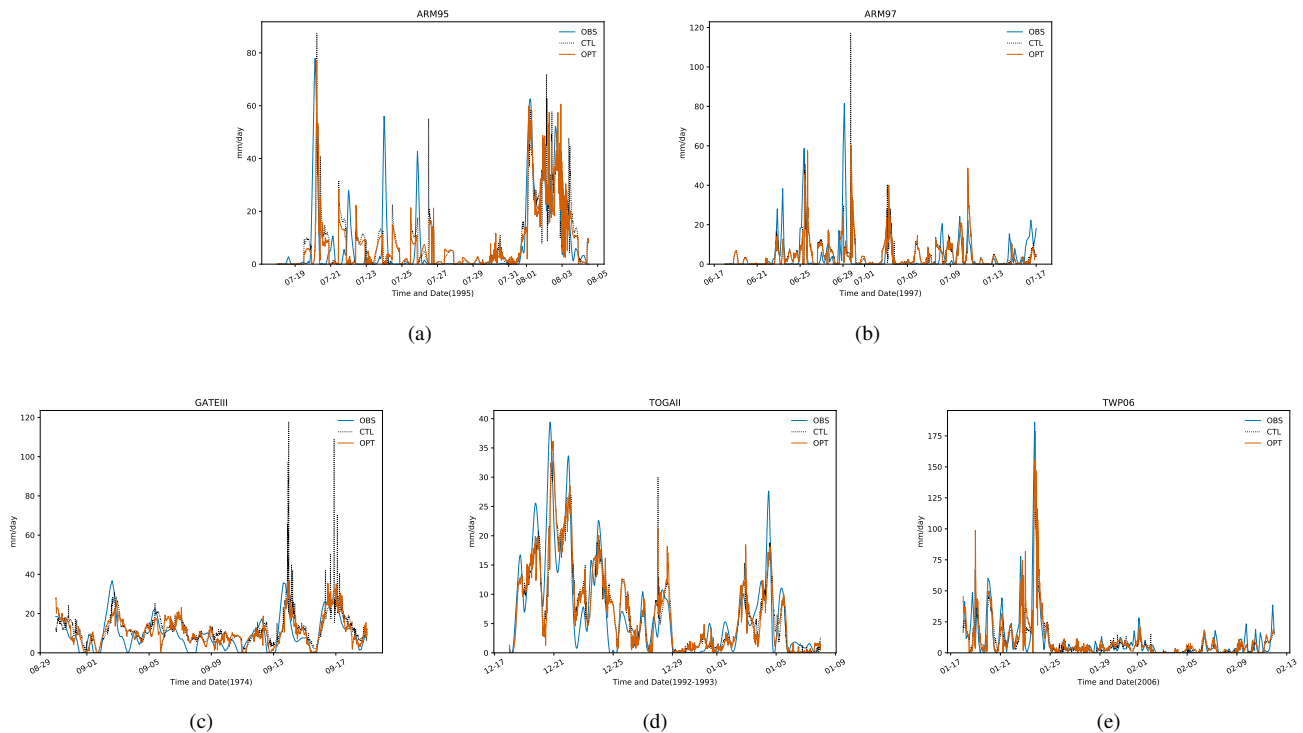 ARM95
mm/day
80
60
40
20
0
OBS
CTL
OPT
07-19
07-21
07-23
07-25
07-27
07-29
07-31
08-01
08-03
08-05
Time and Date(1995)
(a)
ARM97
mm/day
120
100
80
60
40
20
0
OBS
CTL
OPT
06-17
06-21
06-25
06-29
07-01
07-05
07-09
07-13
07-17
Time and Date(1997)
(b)
GATEIII
mm/day
120
100
80
60
40
20
0
OBS
CTL
OPT
08-29
09-01
09-05
09-09
09-13
09-17
Time and Date(1974)
(c)
TOGAII
mm/day
40
35
30
25
20
15
10
5
0
OBS
CTL
OPT
12-17
12-21
12-25
12-29
01-01
01-05
01-09
Time and Date(1992-1993)
(d)
TWP06
mm/day
175
150
125
100
75
50
25
0
OBS
CTL
OPT
01-17
01-21
01-25
01-29
02-01
02-05
02-09
02-13
Time and Date(2006)
(e)